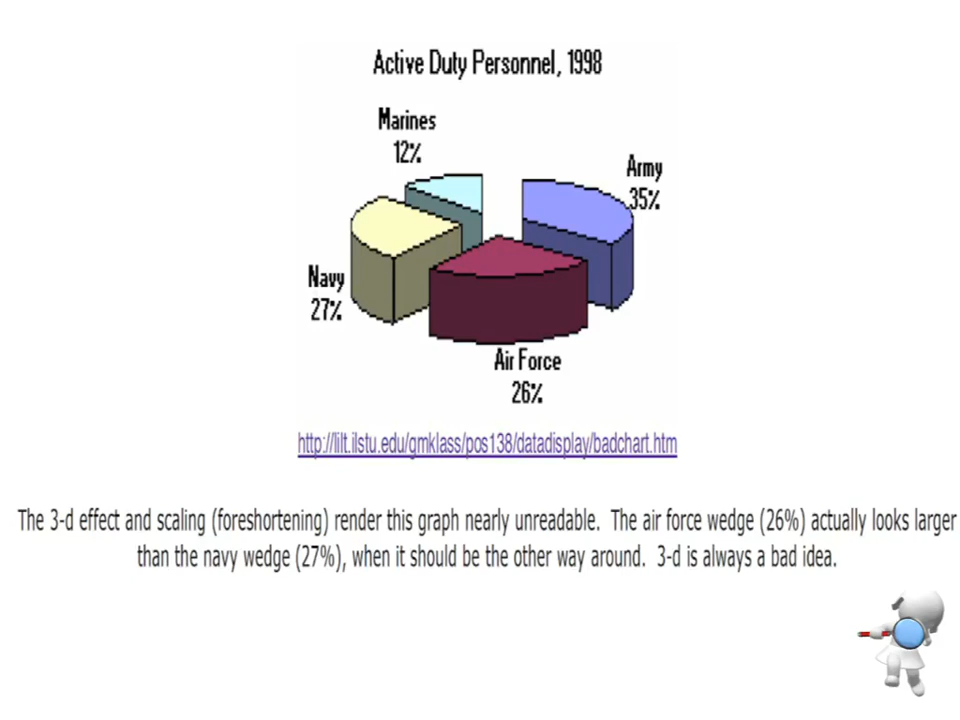 Active Duty Personnel, 1998
Marines
12%
Army
35%
Navy
27%
Air Force
26%
http://lilt.ilstu.edu/gmklass/pos138/datadisplay/badchart.htm
The 3-d effect and scaling (foreshortening) render this graph nearly unreadable.  The air force wedge (26%) actually looks larger
than the navy wedge (27%), when it should be the other way around.  3-d is always a bad idea.